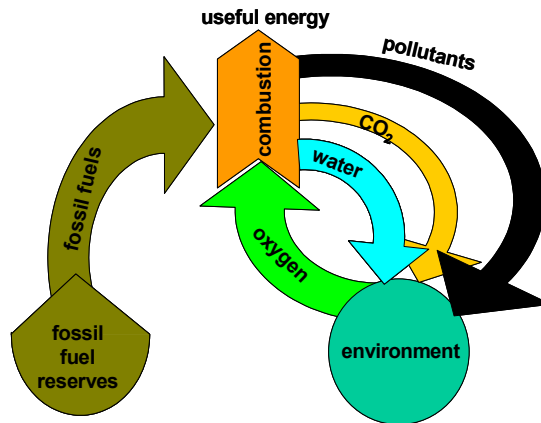 useful energy
pollutants
combustion
CO₂
water
fossil fuels
oxygen
fossil
fuel
reserves
environment